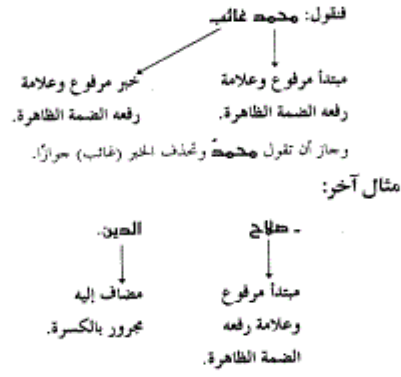 فنقول: محمد غائب
مبتدأ مرفوع وعلامة
رفعه الضمة الظاهرة.
خبر مرفوع وعلامة
رفعه الضمة الظاهرة.
وجاز أن تقول محمدٌ وتحذف الخبر (غائب) جوازًا.
مثال آخر:
- صلاح الدين.
مبتدأ مرفوع
وعلامة رفعه
الضمة الظاهرة.
مضاف إليه
مجرور بالكسرة.